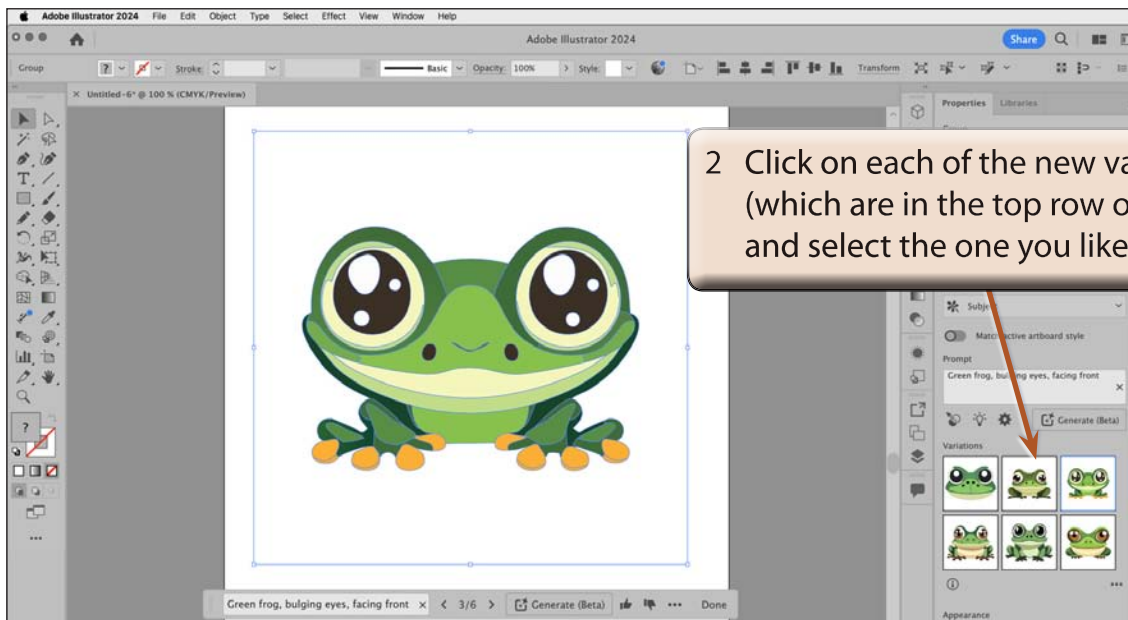 Adobe Illustrator 2024 File Edit Object Type Select Effect View Window Help
Adobe Illustrator 2024 Share
Group ? Stroke: Basic Opacity: 100% Style: Transform
× Untitled-6* @ 100 % (CMYK/Preview)
Properties Libraries
2 Click on each of the new
(which are in the top row
and select the one you like
Match active artboard style
Prompt
Green frog, bulging eyes, facing front ×
Generate (Beta)
Variations
?
Green frog, bulging eyes, facing front × < 3/6 > Generate (Beta) ... Done
Appearance